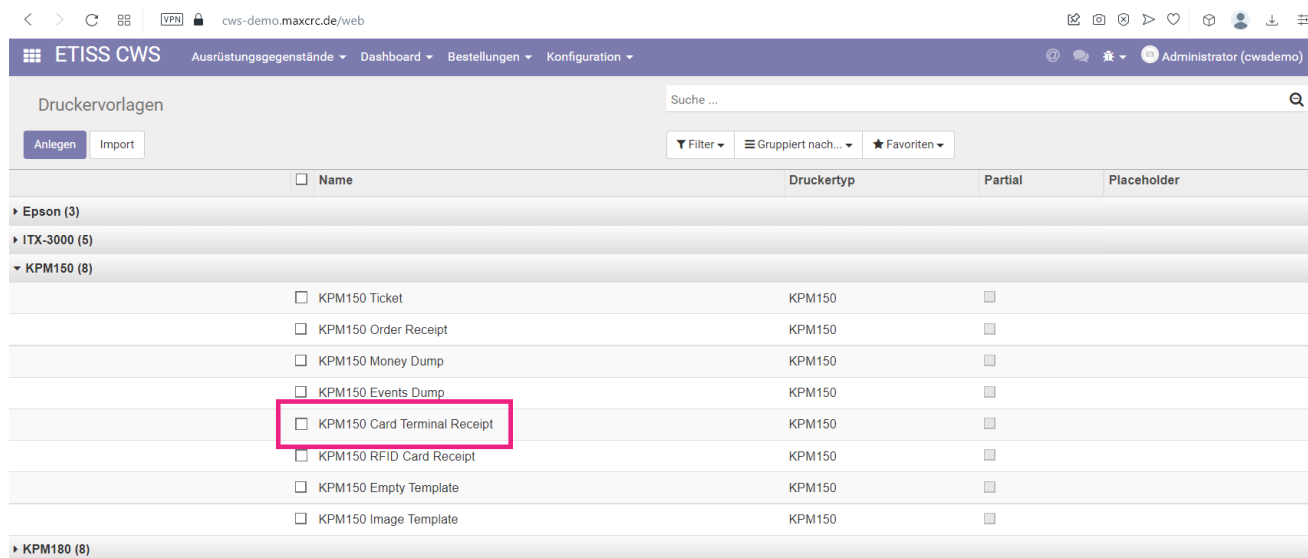 VPN cws-demo.maxcrc.de/web
ETISS CWS Ausrüstungsgegenstände Dashboard Bestellungen Konfiguration @ Administrator (cwsdemo)
Druckervorlagen Suche ...
Anlegen Import Filter Gruppiert nach... Favoriten
Name Druckertyp Partial Placeholder
Epson (3)
ITX-3000 (5)
KPM150 (8)
KPM150 Ticket KPM150
KPM150 Order Receipt KPM150
KPM150 Money Dump KPM150
KPM150 Events Dump KPM150
KPM150 Card Terminal Receipt KPM150
KPM150 RFID Card Receipt KPM150
KPM150 Empty Template KPM150
KPM150 Image Template KPM150
KPM180 (8)